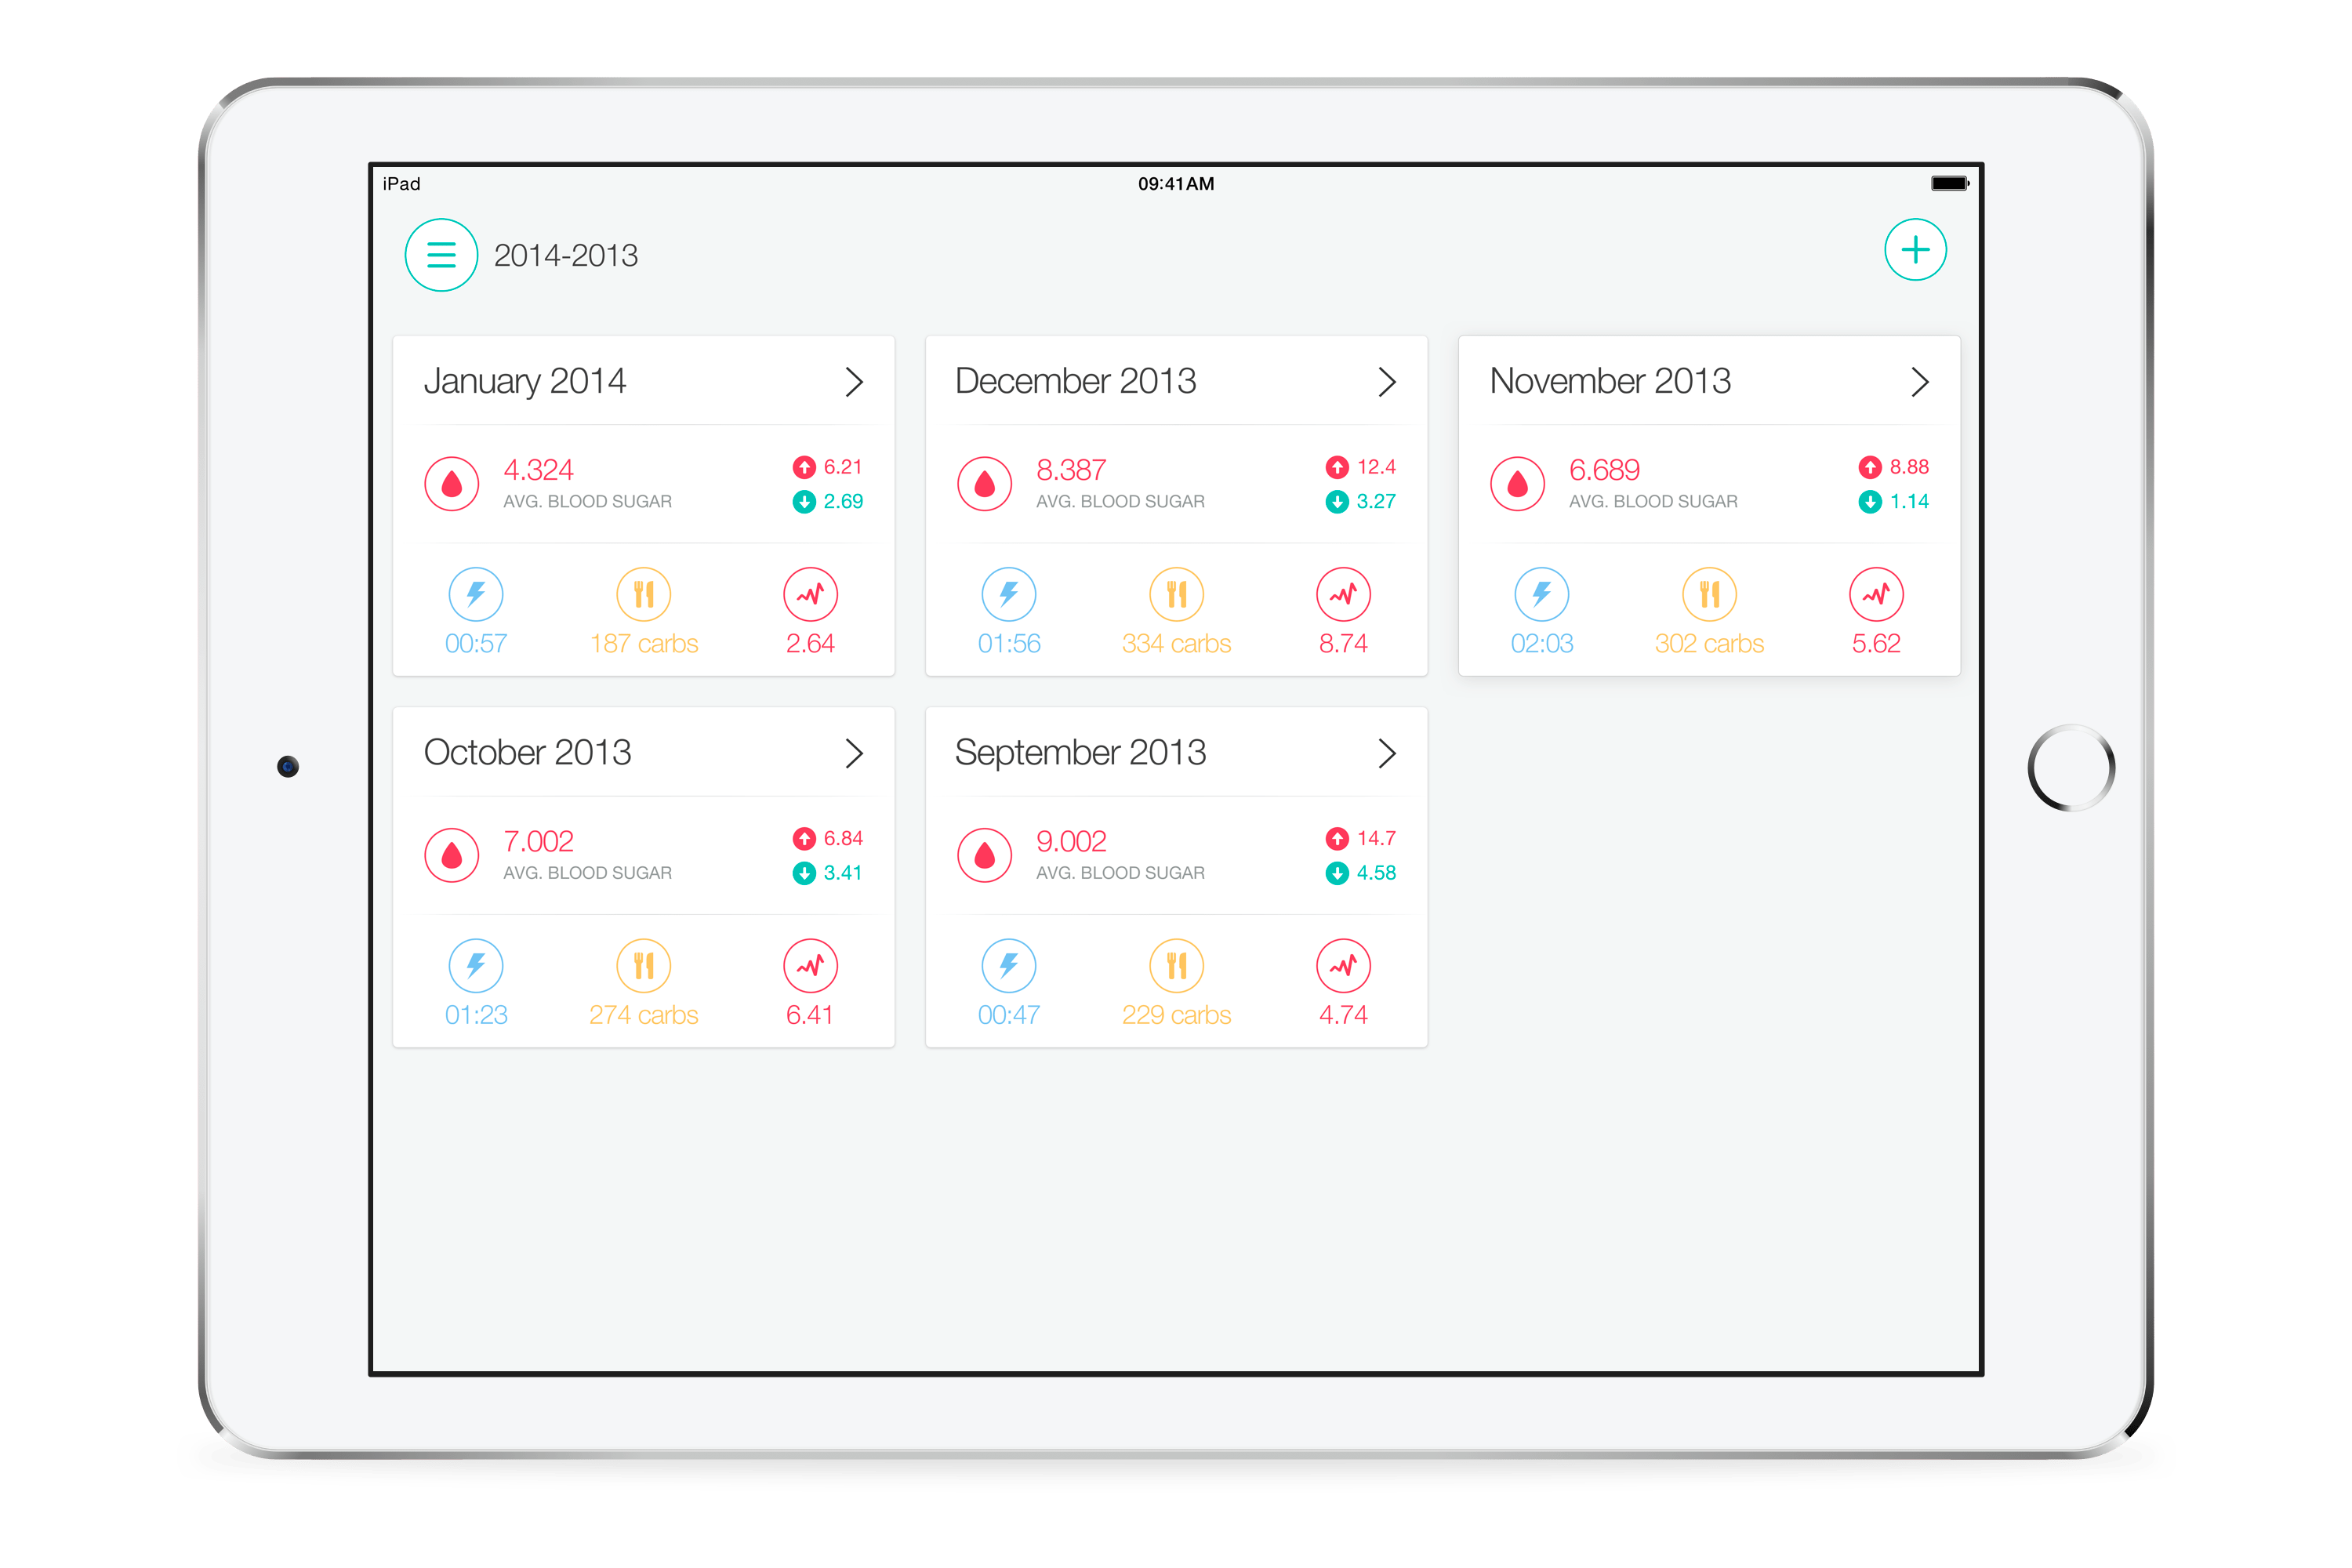 iPad 09:41AM
2014-2013
January 2014
4.324
AVG. BLOOD SUGAR
6.21
2.69
00:57
187 carbs
2.64
December 2013
8.387
AVG. BLOOD SUGAR
12.4
3.27
01:56
334 carbs
8.74
November 2013
6.689
AVG. BLOOD SUGAR
8.88
1.14
02:03
302 carbs
5.62
October 2013
7.002
AVG. BLOOD SUGAR
6.84
3.41
01:23
274 carbs
6.41
September 2013
9.002
AVG. BLOOD SUGAR
14.7
4.58
00:47
229 carbs
4.74